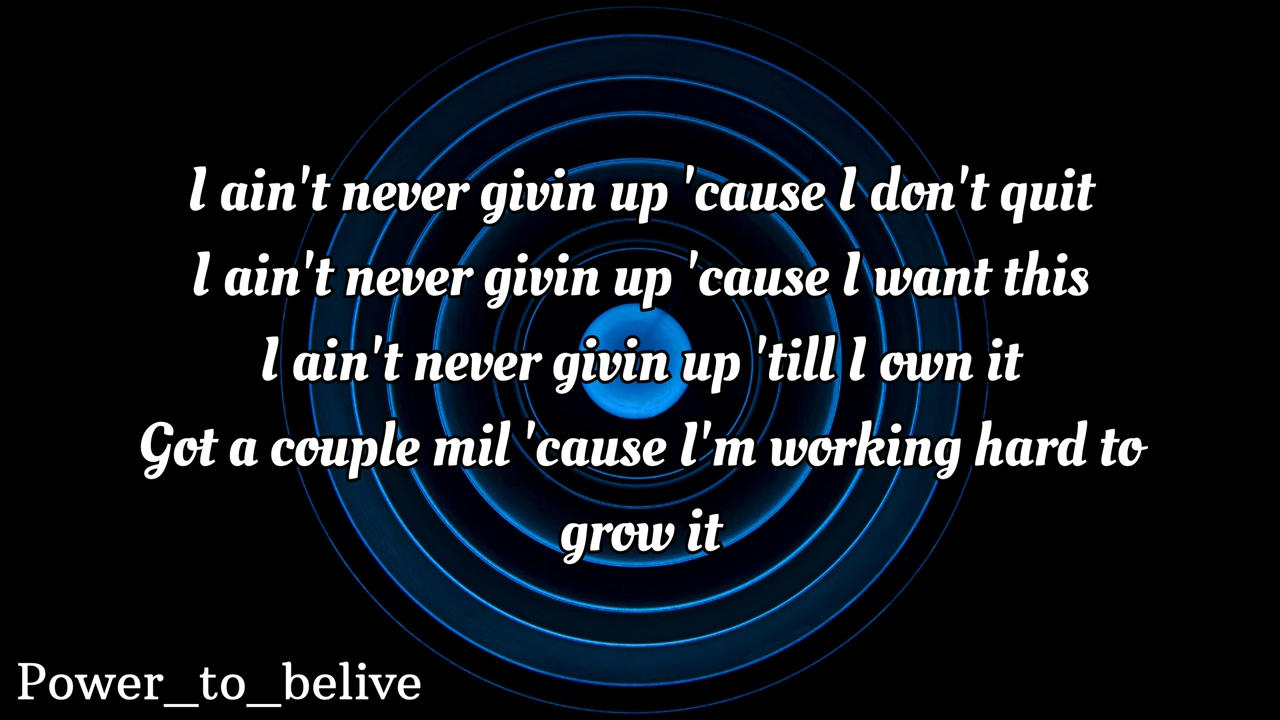 I ain't never givin up 'cause I don't quit
I ain't never givin up 'cause I want this
I ain't never givin up 'till I own it
Got a couple mil 'cause I'm working hard to
grow it
Power_to_belive